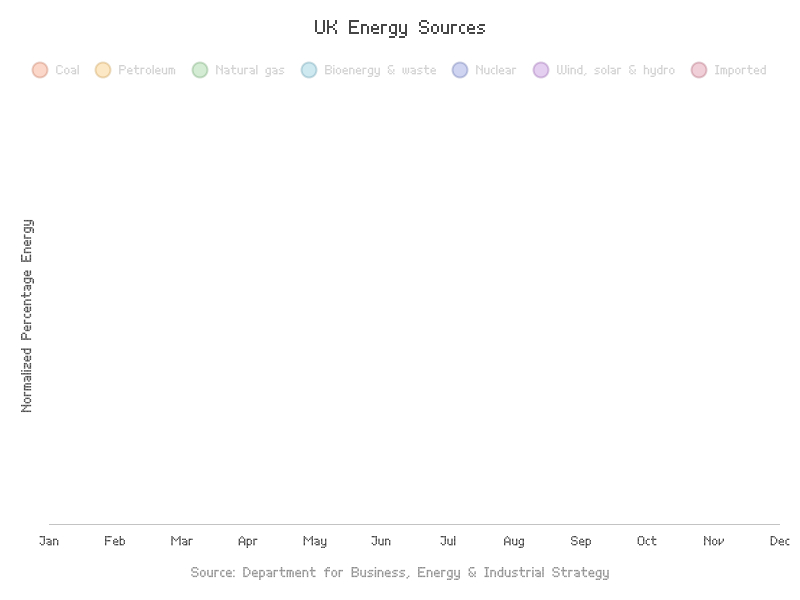 UK Energy Sources
Coal Petroleum Natural gas Bioenergy & waste Nuclear Wind, solar & hydro Imported
Normalized Percentage Energy
Jan Feb Mar Apr May Jun Jul Aug Sep Oct Nov Dec
Source: Department for Business, Energy & Industrial Strategy